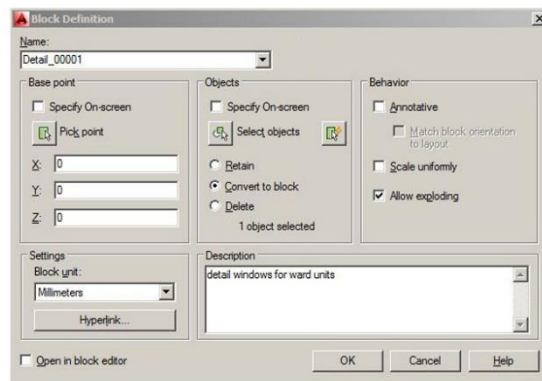 Block Definition
Name:
Detail_00001
Base point
Specify On-screen
Pick point
X: 0
Y: 0
Z: 0
Objects
Specify On-screen
Select objects
Retain
Convert to block
Delete
1 object selected
Behavior
Annotative
Match block orientation
to layout
Scale uniformly
Allow exploding
Settings
Block unit:
Millimeters
Hyperlink...
Description
detail windows for ward units
Open in block editor
OK
Cancel
Help